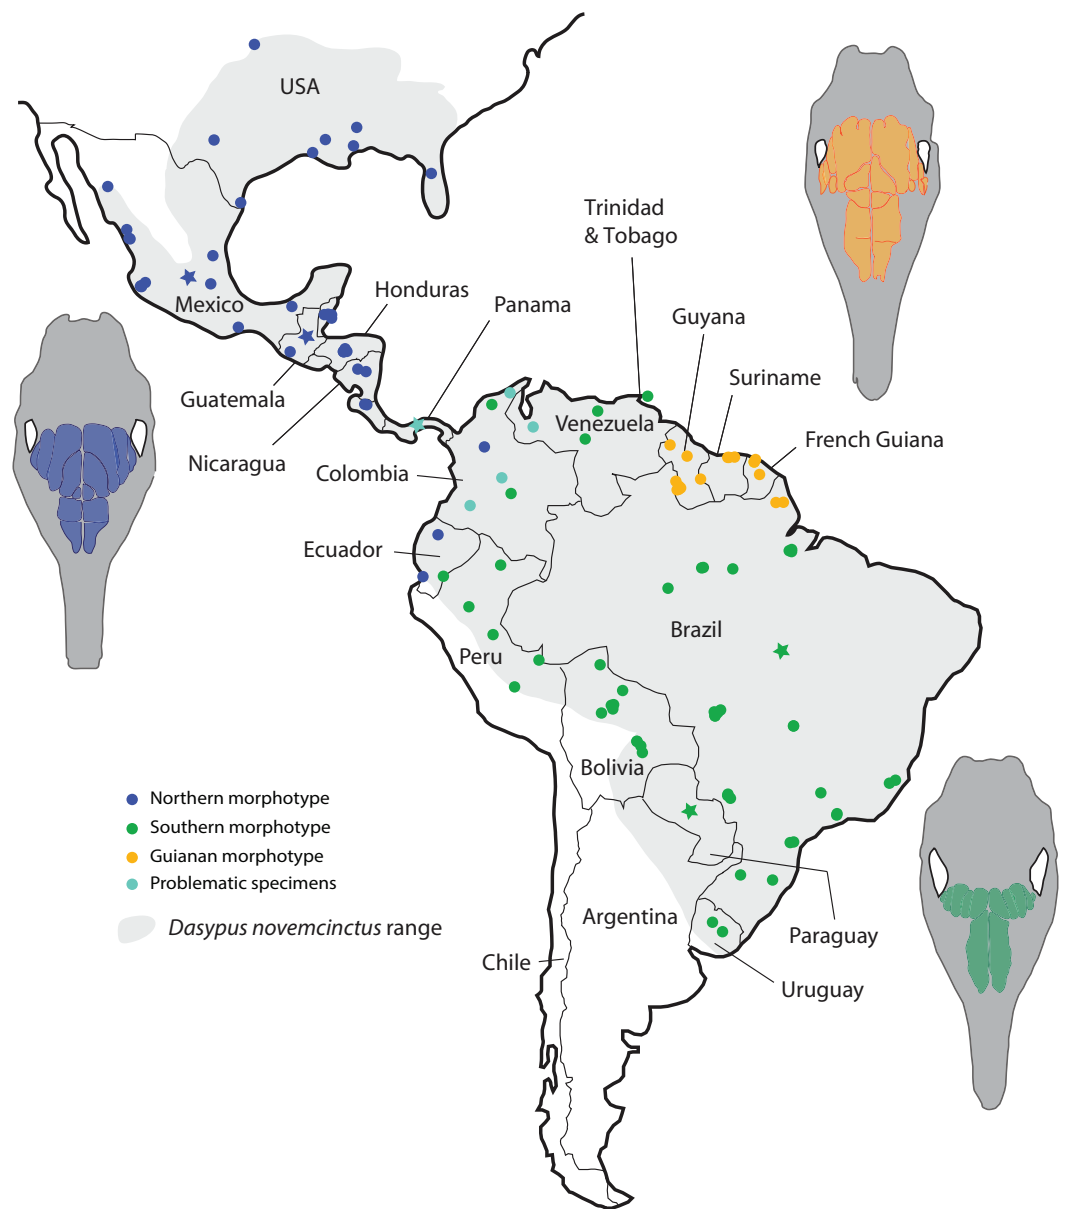 USA
Trinidad
& Tobago
Honduras
Panama
Mexico
Guyana
Suriname
Guatemala
Venezuela
French Guiana
Nicaragua
Colombia
Ecuador
Brazil
Peru
Bolivia
Northern morphotype
Southern morphotype
Guianan morphotype
Problematic specimens
Dasypus novemcinctus range
Argentina
Paraguay
Chile
Uruguay